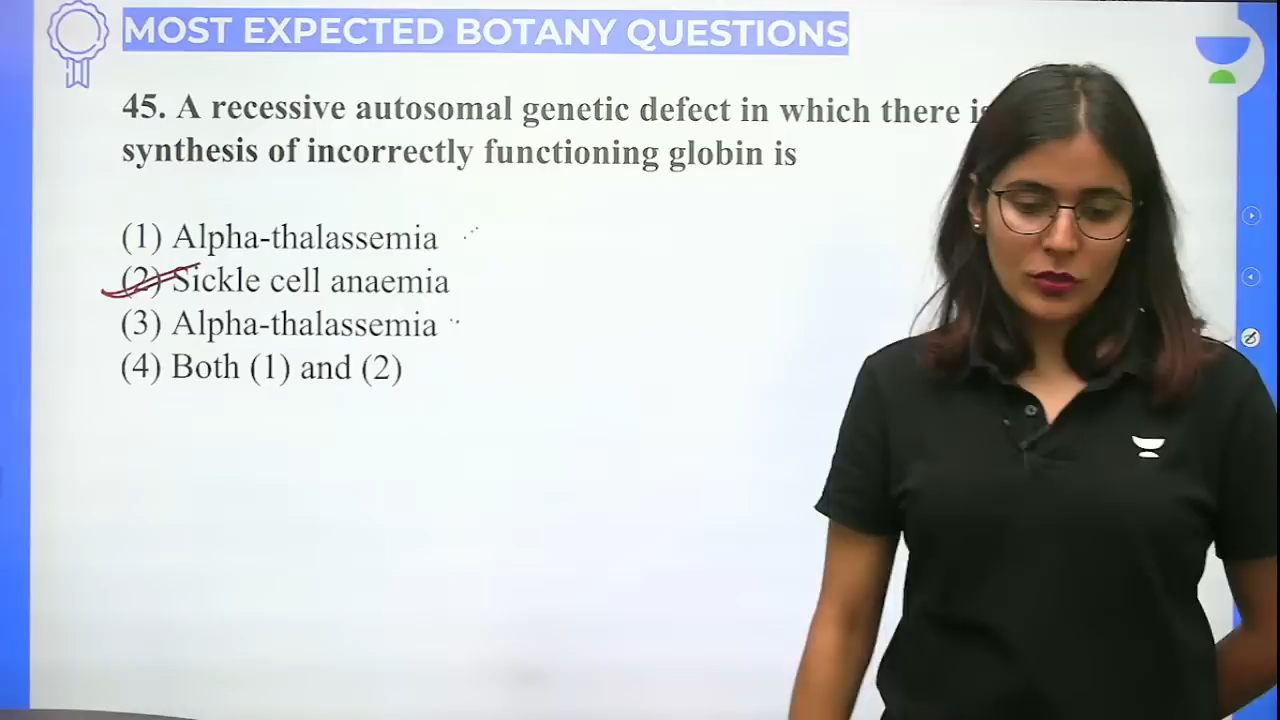 MOST EXPECTED BOTANY QUESTIONS
45. A recessive autosomal genetic defect in which there is
synthesis of incorrectly functioning globin is
(1) Alpha-thalassemia
(2) Sickle cell anaemia
(3) Alpha-thalassemia
(4) Both (1) and (2)